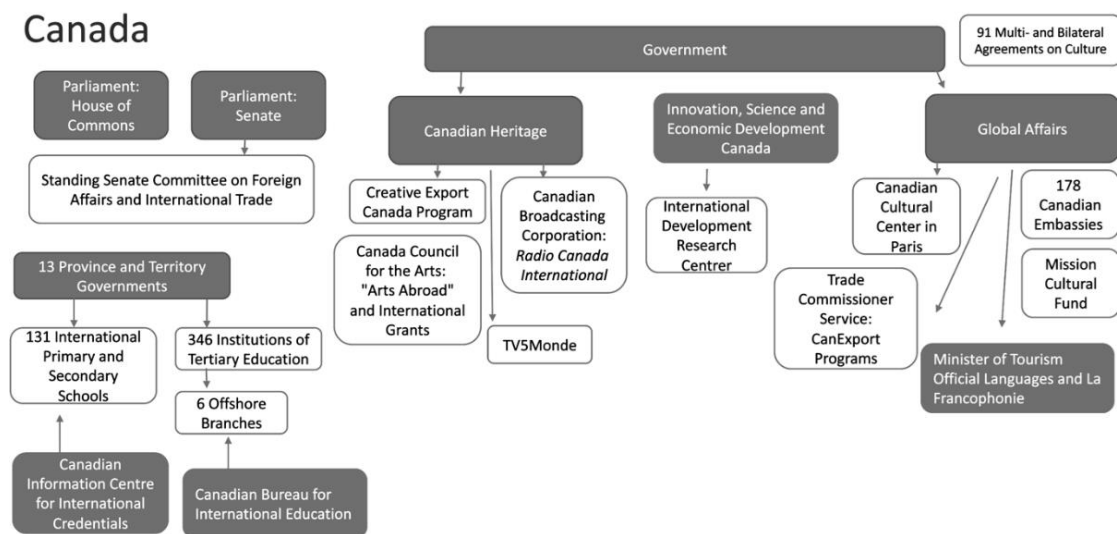 Canada
Government
91 Multi- and Bilateral
Agreements on Culture
Parliament:
House of
Commons
Parliament:
Senate
Standing Senate Committee on Foreign
Affairs and International Trade
Canadian Heritage
Innovation, Science and
Economic Development
Canada
Global Affairs
Creative Export
Canada Program
Canadian
Broadcasting
Corporation:
Radio Canada
International
Canada Council
for the Arts:
"Arts Abroad"
and International
Grants
TV5Monde
International
Development
Research
Centrer
Canadian
Cultural
Center in
Paris
178
Canadian
Embassies
Mission
Cultural
Fund
Trade
Commissioner
Service:
CanExport
Programs
Minister of Tourism
Official Languages and La
Francophonie
13 Province and Territory
Governments
131 International
Primary and
Secondary
Schools
346 Institutions of
Tertiary Education
6 Offshore
Branches
Canadian
Information Centre
for International
Credentials
Canadian Bureau for
International Education